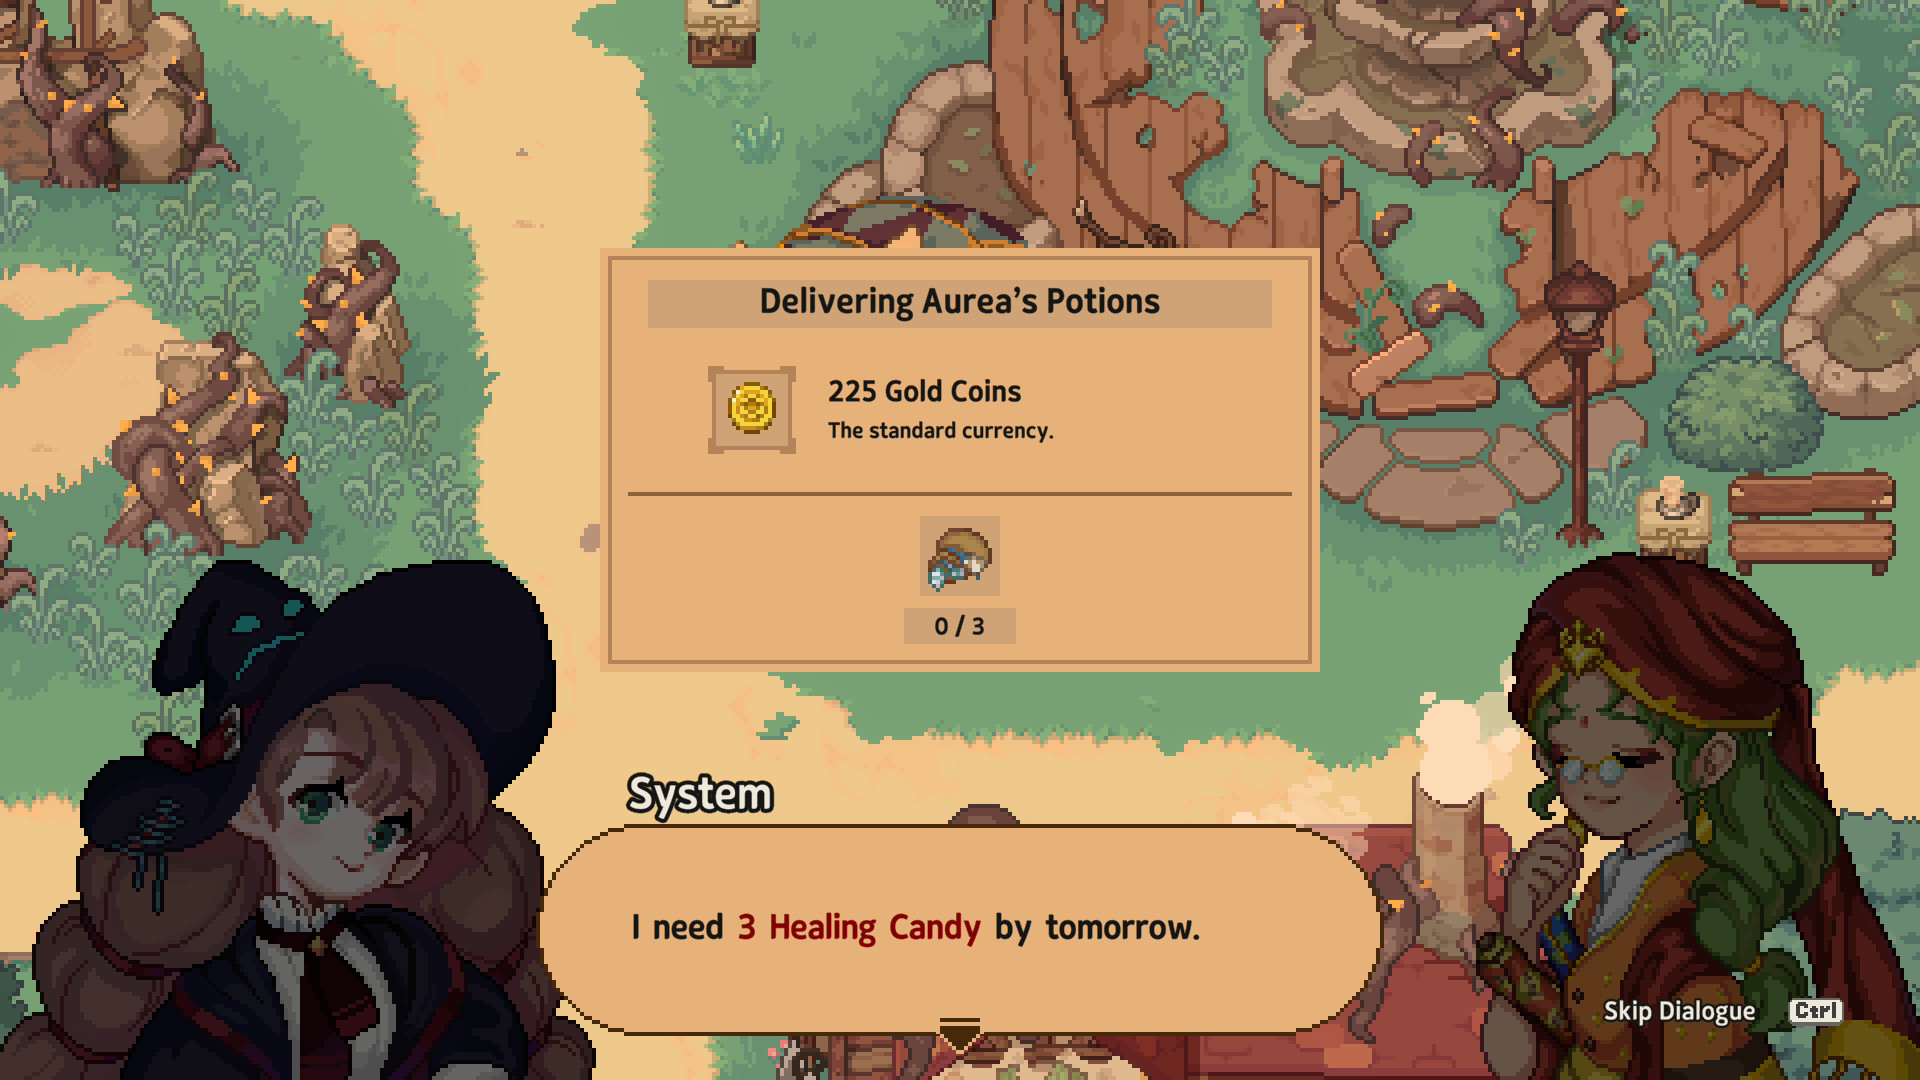 Delivering Aurea's Potions
225 Gold Coins
The standard currency.
0 / 3
System
I need 3 Healing Candy by tomorrow.
Skip Dialogue Ctrl